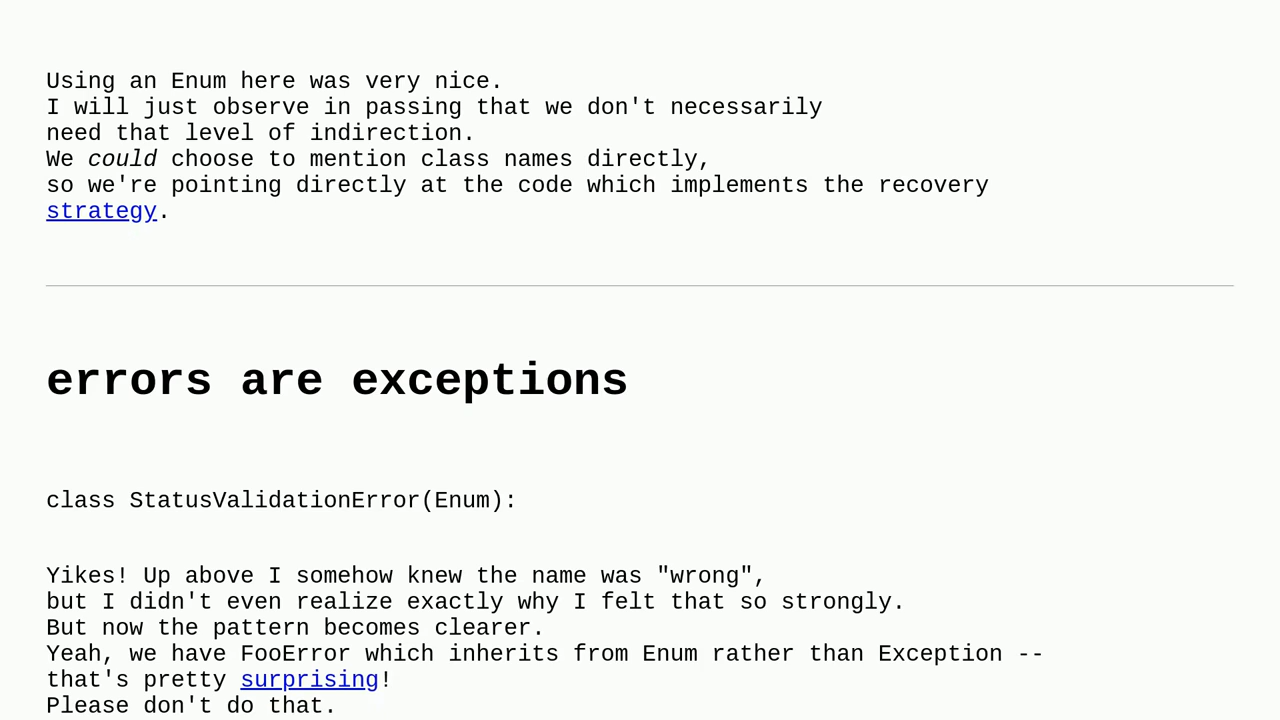 Using an Enum here was very nice.
I will just observe in passing that we don't necessarily
need that level of indirection.
We could choose to mention class names directly,
so we're pointing directly at the code which implements the recovery
strategy.
errors are exceptions
class StatusValidationError(Enum):
Yikes! Up above I somehow knew the name was "wrong",
but I didn't even realize exactly why I felt that so strongly.
But now the pattern becomes clearer.
Yeah, we have FooError which inherits from Enum rather than Exception --
that's pretty surprising!
Please don't do that.